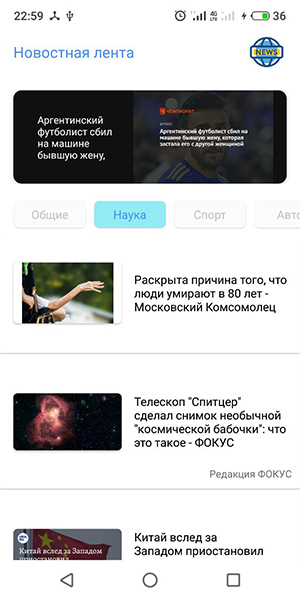 22:59
4G
LTE
36
Новостная лента
NEWS
Аргентинский
футболист сбил
на машине
бывшую жену,
ЧЕМПИОНАТ
Аргентинский футболист сбил на
машине бывшую жену, которая
застала его с другой женщиной
Общие
Наука
Спорт
Авто
Раскрыта причина того, что
люди умирают в 80 лет -
Московский Комсомолец
Телескоп "Спитцер"
сделал снимок необычной
"космической бабочки": что
это такое - ФОКУС
Редакция ФОКУС
Китай вслед за
Западом приостановил
Китай вслед за
Западом приостановил